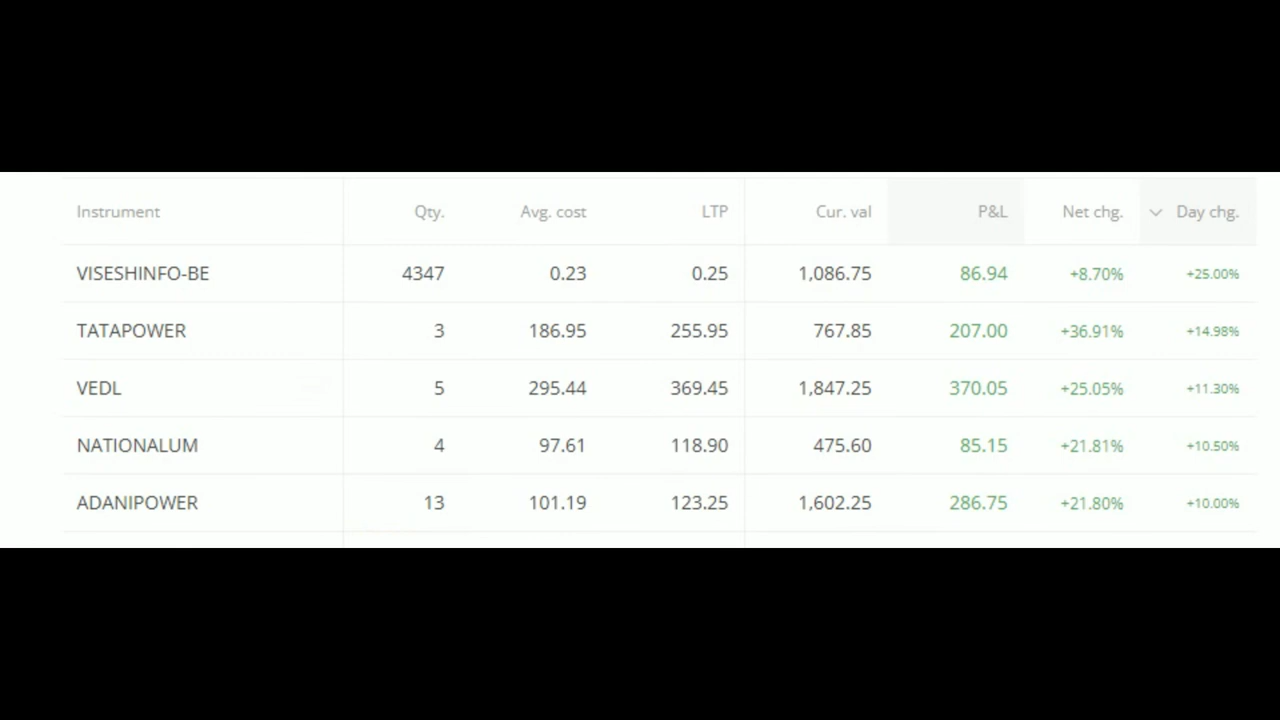 Instrument Qty. Avg. cost LTP Cur. val P&L Net chg. Day chg.
VISESHINFO-BE 4347 0.23 0.25 1,086.75 86.94 +8.70% +25.00%
TATAPOWER 3 186.95 255.95 767.85 207.00 +36.91% +14.98%
VEDL 5 295.44 369.45 1,847.25 370.05 +25.05% +11.30%
NATIONALUM 4 97.61 118.90 475.60 85.15 +21.81% +10.50%
ADANIPOWER 13 101.19 123.25 1,602.25 286.75 +21.80% +10.00%